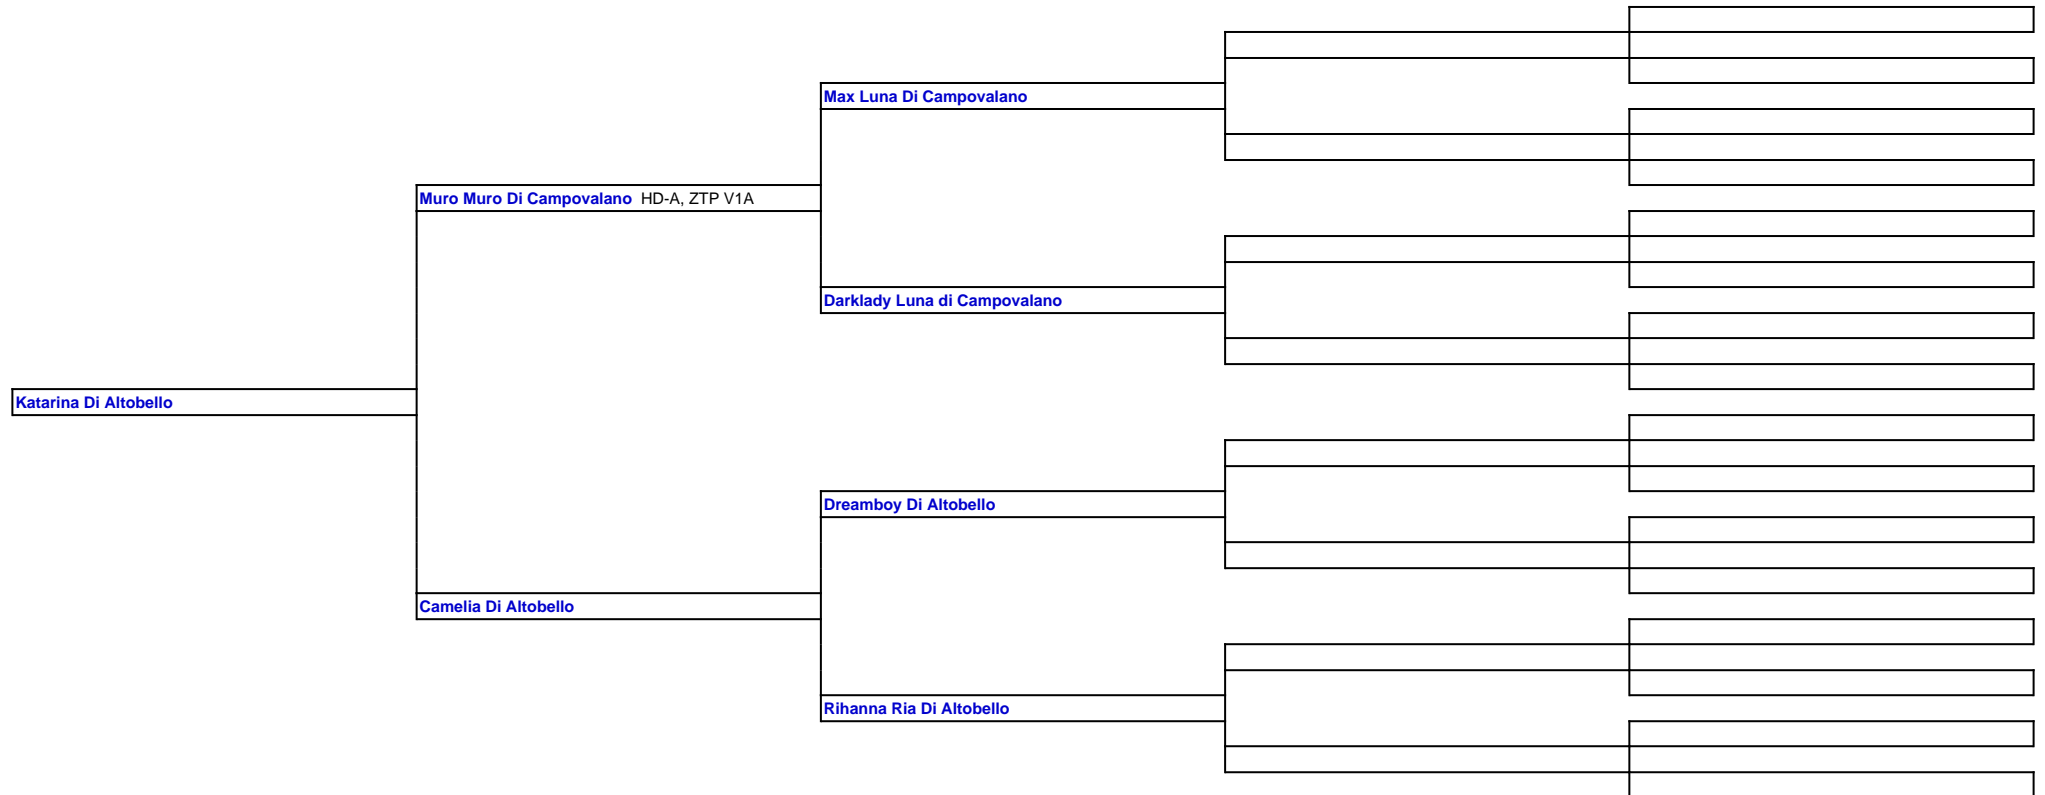 Max Luna Di Campovalano
Muro Muro Di Campovalano HD-A, ZTP V1A
Darklady Luna di Campovalano
Katarina Di Altobello
Dreamboy Di Altobello
Camelia Di Altobello
Rihanna Ria Di Altobello